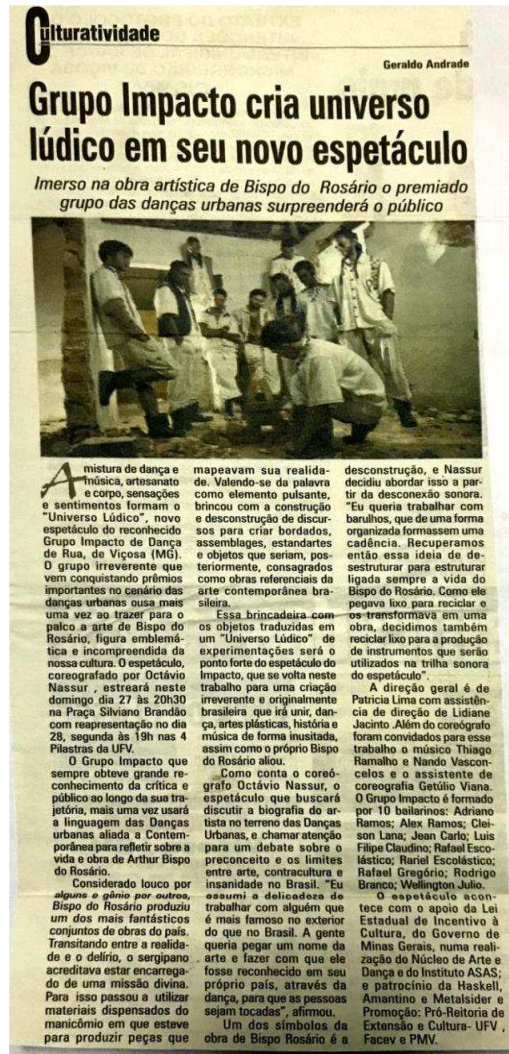 Culturatividade
Geraldo Andrade
Grupo Impacto cria universo
lúdico em seu novo espetáculo
Imerso na obra artística de Bispo do Rosário o premiado
grupo das danças urbanas surpreenderá o público
A mistura de dança e
música, artesanato
e corpo, sensações
e sentimentos formam o
"Universo Lúdico", novo
espetáculo do reconhecido
Grupo Impacto de Dança
de Rua, de Viçosa (MG).
O grupo irreverente que
vem conquistando prêmios
importantes no cenário das
danças urbanas ousa mais
uma vez ao trazer para o
palco a arte de Bispo do
Rosário, figura emblemá-
tica e incompreendida da
nossa cultura. O espetáculo,
coreografado por Octávio
Nassur , estreará neste
domingo dia 27 às 20h30
na Praça Silviano Brandão
com reapresentação no dia
28, segunda às 19h nas 4
Pilastras da UFV.
O Grupo Impacto que
sempre obteve grande re-
conhecimento da crítica e
público ao longo da sua tra-
jetória, mais uma vez usará
a linguagem das Danças
urbanas aliada a Contem-
porânea para refletir sobre a
vida e obra de Arthur Bispo
do Rosário.
Considerado louco por
alguns e gênio por outros,
Bispo do Rosário produziu
um dos mais fantásticos
conjuntos de obras do país.
Transitando entre a realida-
de e o delírio, o sergipano
acreditava estar encarrega-
do de uma missão divina.
Para isso passou a utilizar
materiais dispensados do
manicômio em que esteve
para produzir peças que
mapeavam sua realida-
de. Valendo-se da palavra
como elemento pulsante,
brincou com a construção
e desconstrução de discur-
sos para criar bordados,
assemblages, estandartes
e objetos que seriam, pos-
teriormente, consagrados
como obras referenciais da
arte contemporânea bra-
sileira.
Essa brincadeira com
os objetos traduzidas em
um "Universo Lúdico" de
experimentações será o
ponto forte do espetáculo do
Impacto, que se volta neste
trabalho para uma criação
irreverente e originalmente
brasileira que irá unir, dan-
ça, artes plásticas, história e
música de forma inusitada,
assim como o próprio Bispo
do Rosário aliou.
Como conta o coreó-
grafo Octávio Nassur, o
espetáculo que buscará
discutir a biografia do ar-
tista no terreno das Danças
Urbanas, e chamar atenção
para um debate sobre o
preconceito e os limites
entre arte, contracultura e
insanidade no Brasil. "Eu
assumi a delicadeza de
trabalhar com alguém que
é mais famoso no exterior
do que no Brasil. A gente
queria pegar um nome da
arte e fazer com que ele
fosse reconhecido em seu
próprio país, através da
dança, para que as pessoas
sejam tocadas", afirmou.
Um dos símbolos da
obra de Bispo Rosário é a
desconstrução, e Nassur
decidiu abordar isso a par-
tir da desconexão sonora.
"Eu queria trabalhar com
barulhos, que de uma forma
organizada formassem uma
cadência. Recuperamos
então essa ideia de de-
sestruturar para estruturar
ligada sempre a vida do
Bispo do Rosário. Como ele
pegava lixo para reciclar e
os transformava em uma
obra, decidimos também
reciclar lixo para a produção
de instrumentos que serão
utilizados na trilha sonora
do espetáculo".
A direção geral é de
Patricia Lima com assistên-
cia de direção de Lidiane
Jacinto .Além do coreógrafo
foram convidados para esse
trabalho o músico Thiago
Ramalho e Nando Vascon-
celos e o assistente de
coreografia Getúlio Viana.
O Grupo Impacto é formado
por 10 bailarinos: Adriano
Ramos; Alex Ramos; Clei-
son Lana; Jean Carlo; Luis
Filipe Claudino; Rafael Esco-
lástico; Rariel Escolástico;
Rafael Gregório; Rodrigo
Branco; Wellington Julio.
O espetáculo acon-
tece com o apoio da Lei
Estadual de Incentivo à
Cultura, do Governo de
Minas Gerais, numa reali-
zação do Núcleo de Arte e
Dança e do Instituto ASAS;
e patrocínio da Haskell,
Amantino e Metalsider e
Promoção: Pró-Reitoria de
Extensão e Cultura- UFV ,
Facev e PMV.